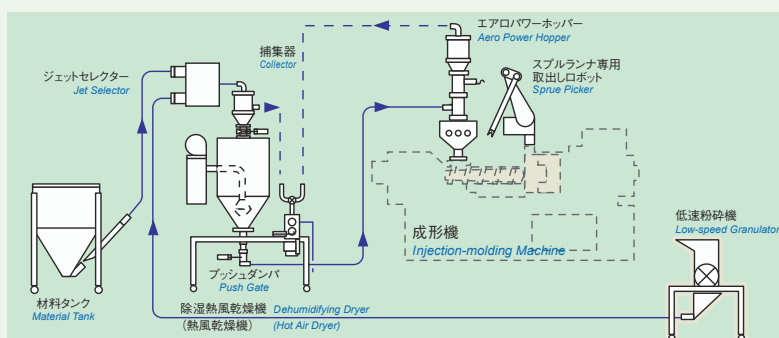 エアロパワーホッパー
Aero Power Hopper
捕集器
Collector
スプルランナ専用
取出しロボット
Sprue Picker
ジェットセレクター
Jet Selector
成形機
Injection-molding Machine
低速粉砕機
Low-speed Granulator
プッシュダンパ
Push Gate
材料タンク
Material Tank
除湿熱風乾燥機 Dehumidifying Dryer
(熱風乾燥機) (Hot Air Dryer)